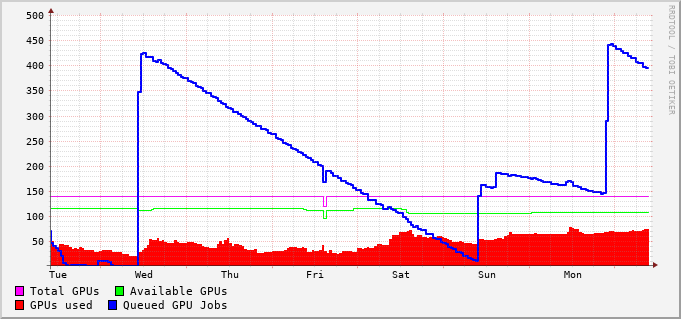 500
450
400
350
300
250
200
150
100
50
Tue Wed Thu Fri Sat Sun Mon
Total GPUs Available GPUs
GPUs used Queued GPU Jobs
RRDTOOL / TOBI OETIKER